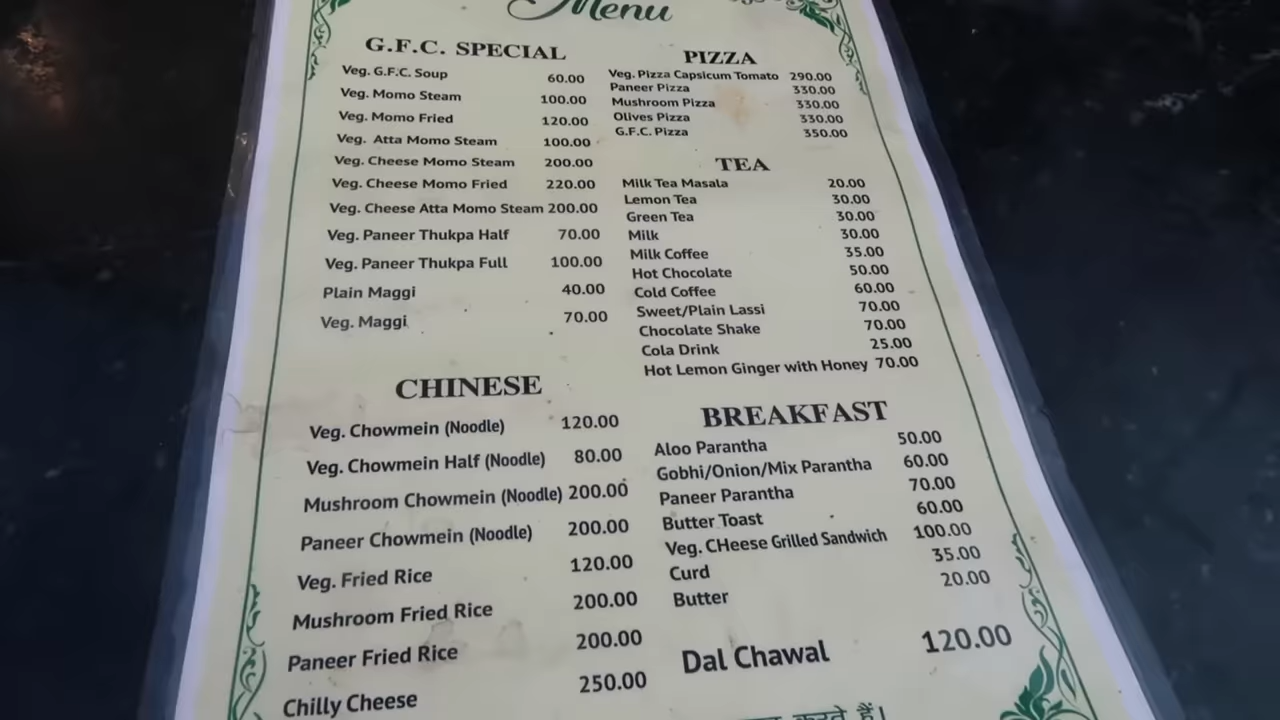 Menu
G.F.C. SPECIAL
Veg. G.F.C. Soup 60.00
Veg. Momo Steam 100.00
Veg. Momo Fried 120.00
Veg. Atta Momo Steam 100.00
Veg. Cheese Momo Steam 200.00
Veg. Cheese Momo Fried 220.00
Veg. Cheese Atta Momo Steam 200.00
Veg. Paneer Thukpa Half 70.00
Veg. Paneer Thukpa Full 100.00
Plain Maggi 40.00
Veg. Maggi 70.00
CHINESE
Veg. Chowmein (Noodle) 120.00
Veg. Chowmein Half (Noodle) 80.00
Mushroom Chowmein (Noodle) 200.00
Paneer Chowmein (Noodle) 200.00
Veg. Fried Rice 120.00
Mushroom Fried Rice 200.00
Paneer Fried Rice 200.00
Chilly Cheese 250.00
PIZZA
Veg. Pizza Capsicum Tomato 290.00
Paneer Pizza 330.00
Mushroom Pizza 330.00
Olives Pizza 330.00
G.F.C. Pizza 350.00
TEA
Milk Tea Masala 20.00
Lemon Tea 30.00
Green Tea 30.00
Milk 30.00
Milk Coffee 35.00
Hot Chocolate 50.00
Cold Coffee 60.00
Sweet/Plain Lassi 70.00
Chocolate Shake 70.00
Cola Drink 25.00
Hot Lemon Ginger with Honey 70.00
BREAKFAST
Aloo Parantha 50.00
Gobhi/Onion/Mix Parantha 60.00
Paneer Parantha 70.00
Butter Toast 60.00
Veg. CHeese Grilled Sandwich 100.00
Curd 35.00
Butter 20.00
Dal Chawal 120.00
करते हैं।